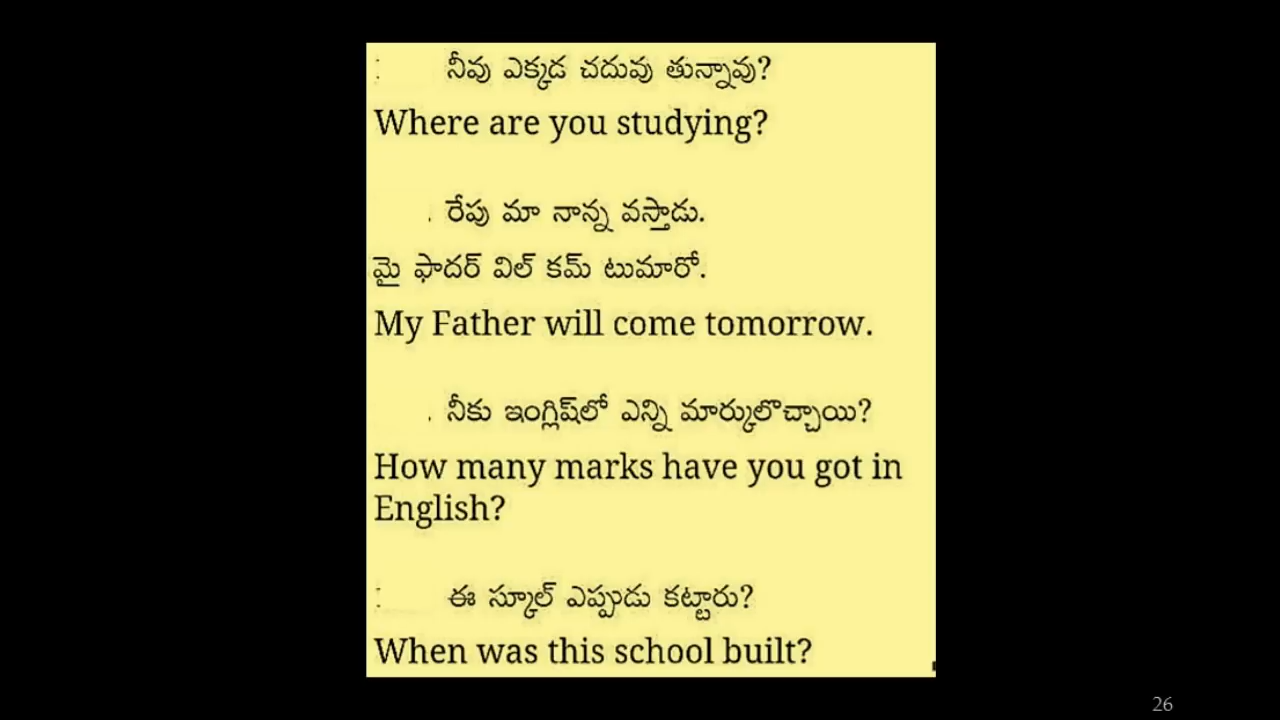 నీవు ఎక్కడ చదువు తున్నావు?
Where are you studying?
. రేపు మా నాన్న వస్తాడు.
మై ఫాదర్ విల్ కమ్ టుమారో.
My Father will come tomorrow.
. నీకు ఇంగ్లిష్‌లో ఎన్ని మార్కులొచ్చాయి?
How many marks have you got in
English?
ఈ స్కూల్ ఎప్పుడు కట్టారు?
When was this school built?
26